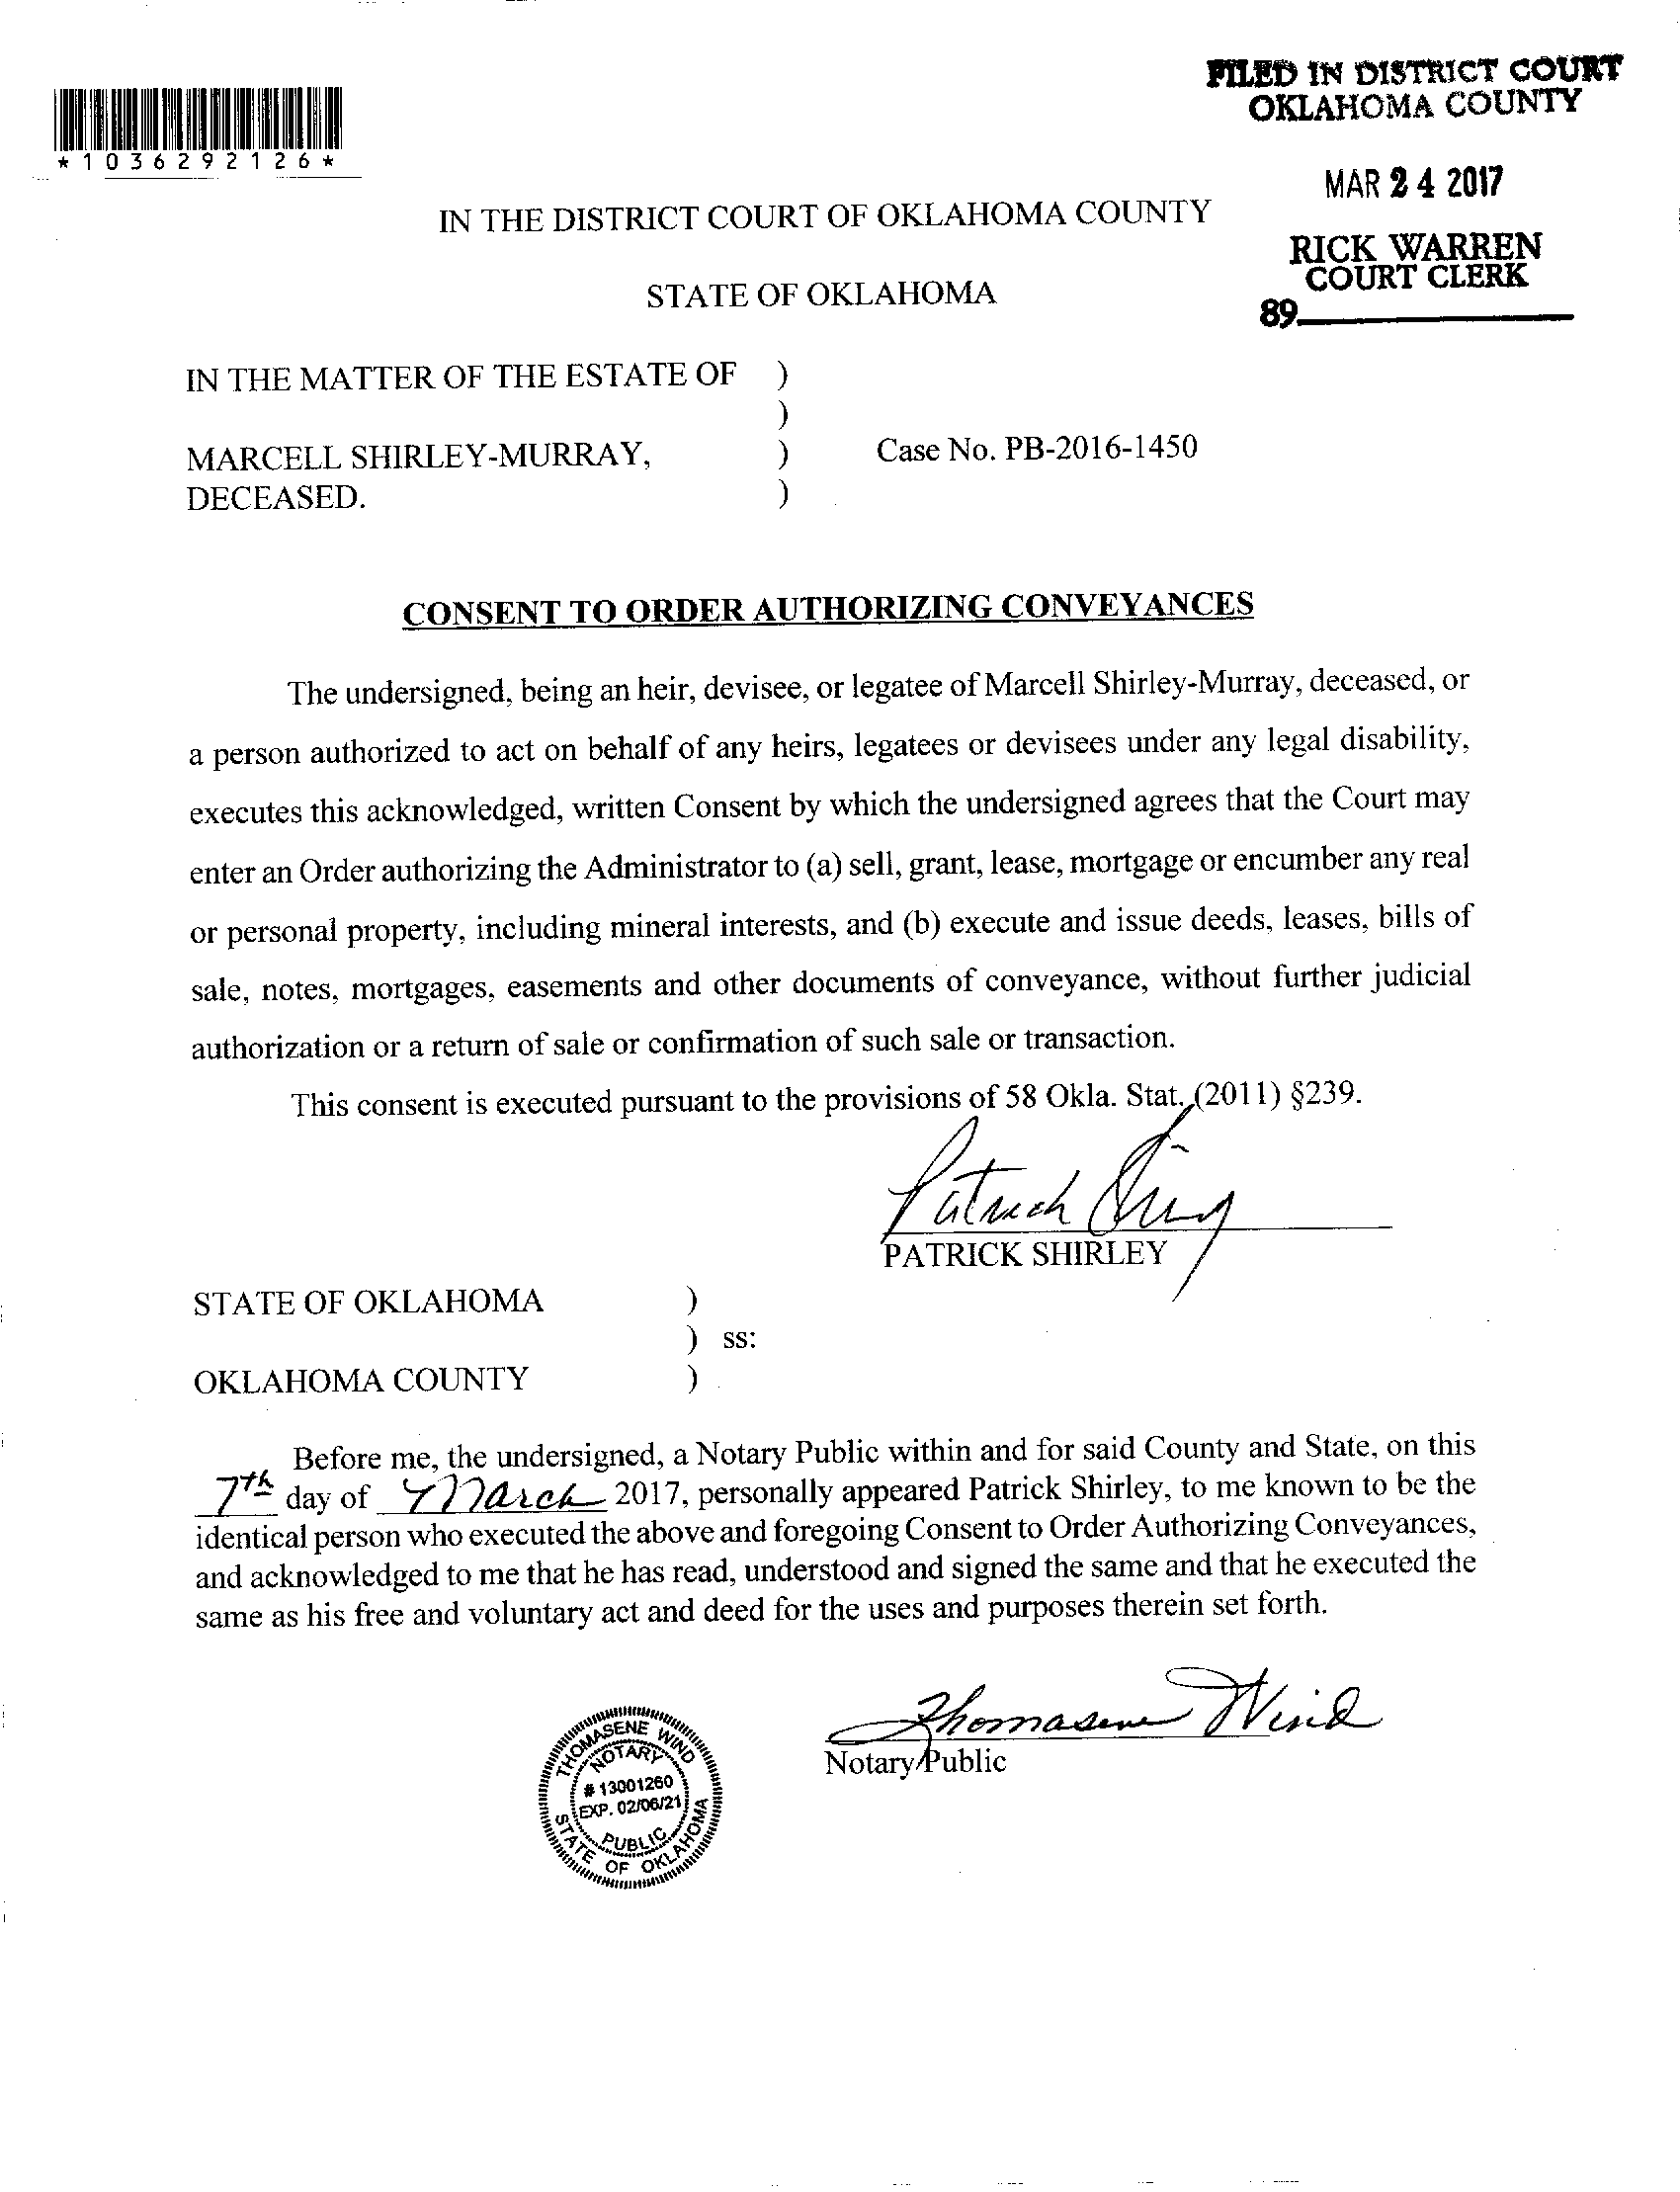 FILED IN DISTRICT COURT
OKLAHOMA COUNTY
*1036292126*
MAR 24 2017
RICK WARREN
COURT CLERK
89
IN THE DISTRICT COURT OF OKLAHOMA COUNTY
STATE OF OKLAHOMA
IN THE MATTER OF THE ESTATE OF )
)
MARCELL SHIRLEY-MURRAY, ) Case No. PB-2016-1450
DECEASED. )
CONSENT TO ORDER AUTHORIZING CONVEYANCES
The undersigned, being an heir, devisee, or legatee of Marcell Shirley-Murray, deceased, or
a person authorized to act on behalf of any heirs, legatees or devisees under any legal disability,
executes this acknowledged, written Consent by which the undersigned agrees that the Court may
enter an Order authorizing the Administrator to (a) sell, grant, lease, mortgage or encumber any real
or personal property, including mineral interests, and (b) execute and issue deeds, leases, bills of
sale, notes, mortgages, easements and other documents of conveyance, without further judicial
authorization or a return of sale or confirmation of such sale or transaction.
This consent is executed pursuant to the provisions of 58 Okla. Stat. (2011) §239.
Patrick Shirley
PATRICK SHIRLEY
STATE OF OKLAHOMA )
) ss:
OKLAHOMA COUNTY )
Before me, the undersigned, a Notary Public within and for said County and State, on this
7th day of March 2017, personally appeared Patrick Shirley, to me known to be the
identical person who executed the above and foregoing Consent to Order Authorizing Conveyances,
and acknowledged to me that he has read, understood and signed the same and that he executed the
same as his free and voluntary act and deed for the uses and purposes therein set forth.
Thomasene Wind
Notary Public
THOMASENE WIND
NOTARY
# 13001260
EXP. 02/06/21
PUBLIC
STATE OF OKLAHOMA